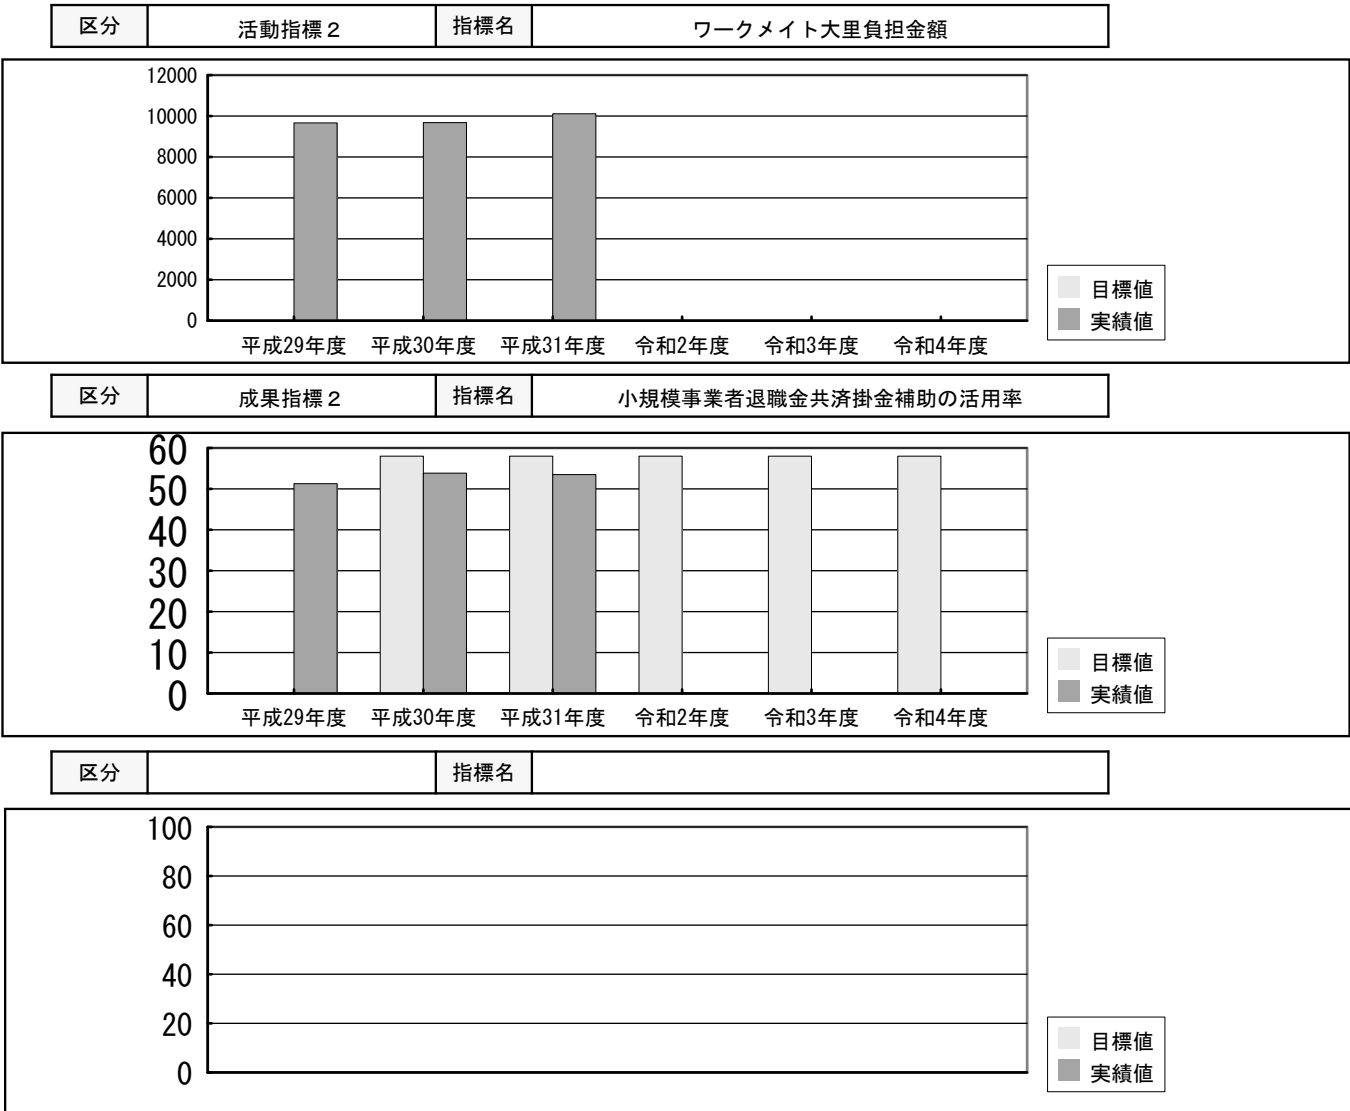 区分 活動指標２ 指標名 ワークメイト大里負担金額
12000
10000
8000
6000
4000
2000
0
平成29年度 平成30年度 平成31年度 令和2年度 令和3年度 令和4年度
目標値
実績値
区分 成果指標２ 指標名 小規模事業者退職金共済掛金補助の活用率
60
50
40
30
20
10
0
平成29年度 平成30年度 平成31年度 令和2年度 令和3年度 令和4年度
目標値
実績値
区分 指標名
100
80
60
40
20
0
目標値
実績値